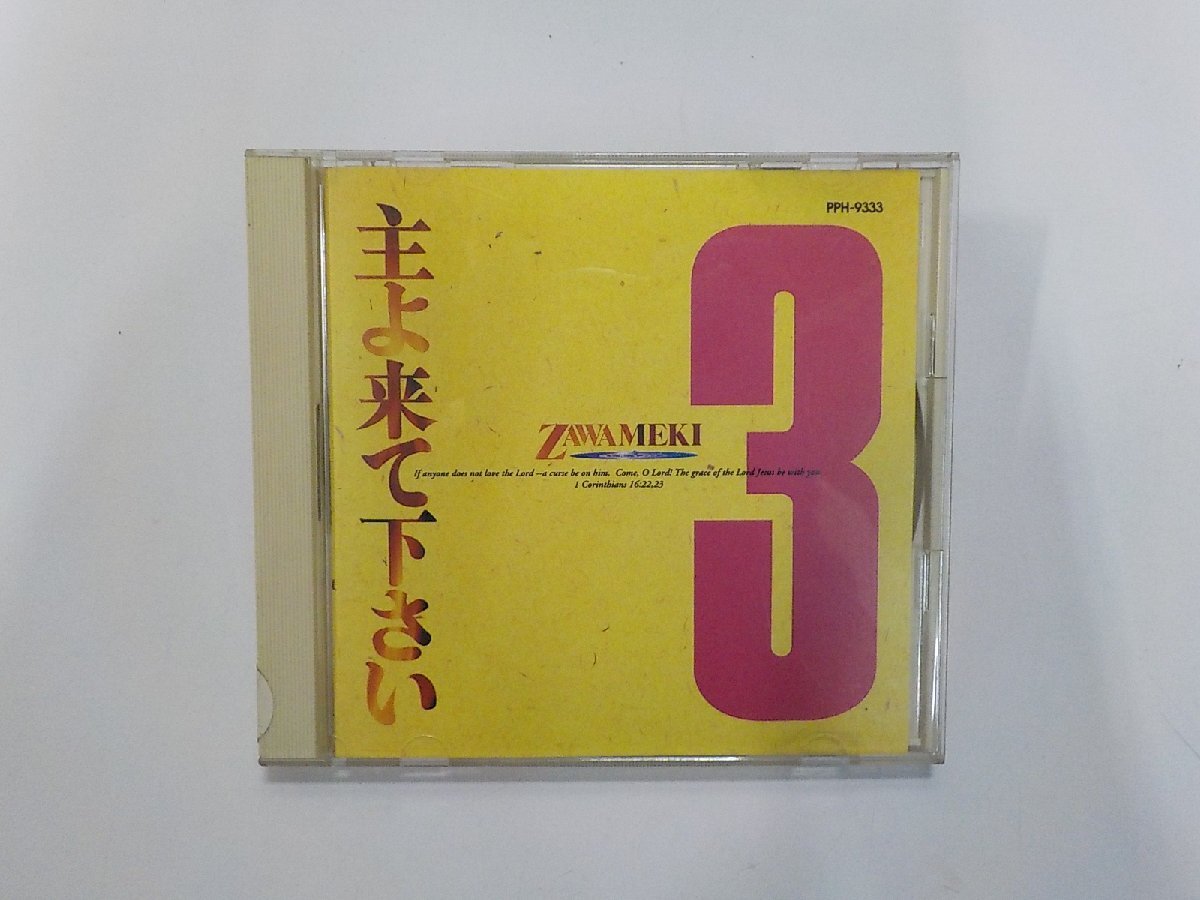 主よ来て下さい
PPH-9333
3
ZAWAMEKI
If anyone does not love the Lord --a curse be on him. Come, O Lord! The grace of the Lord Jesus be with you
1 Corinthians 16:22,23